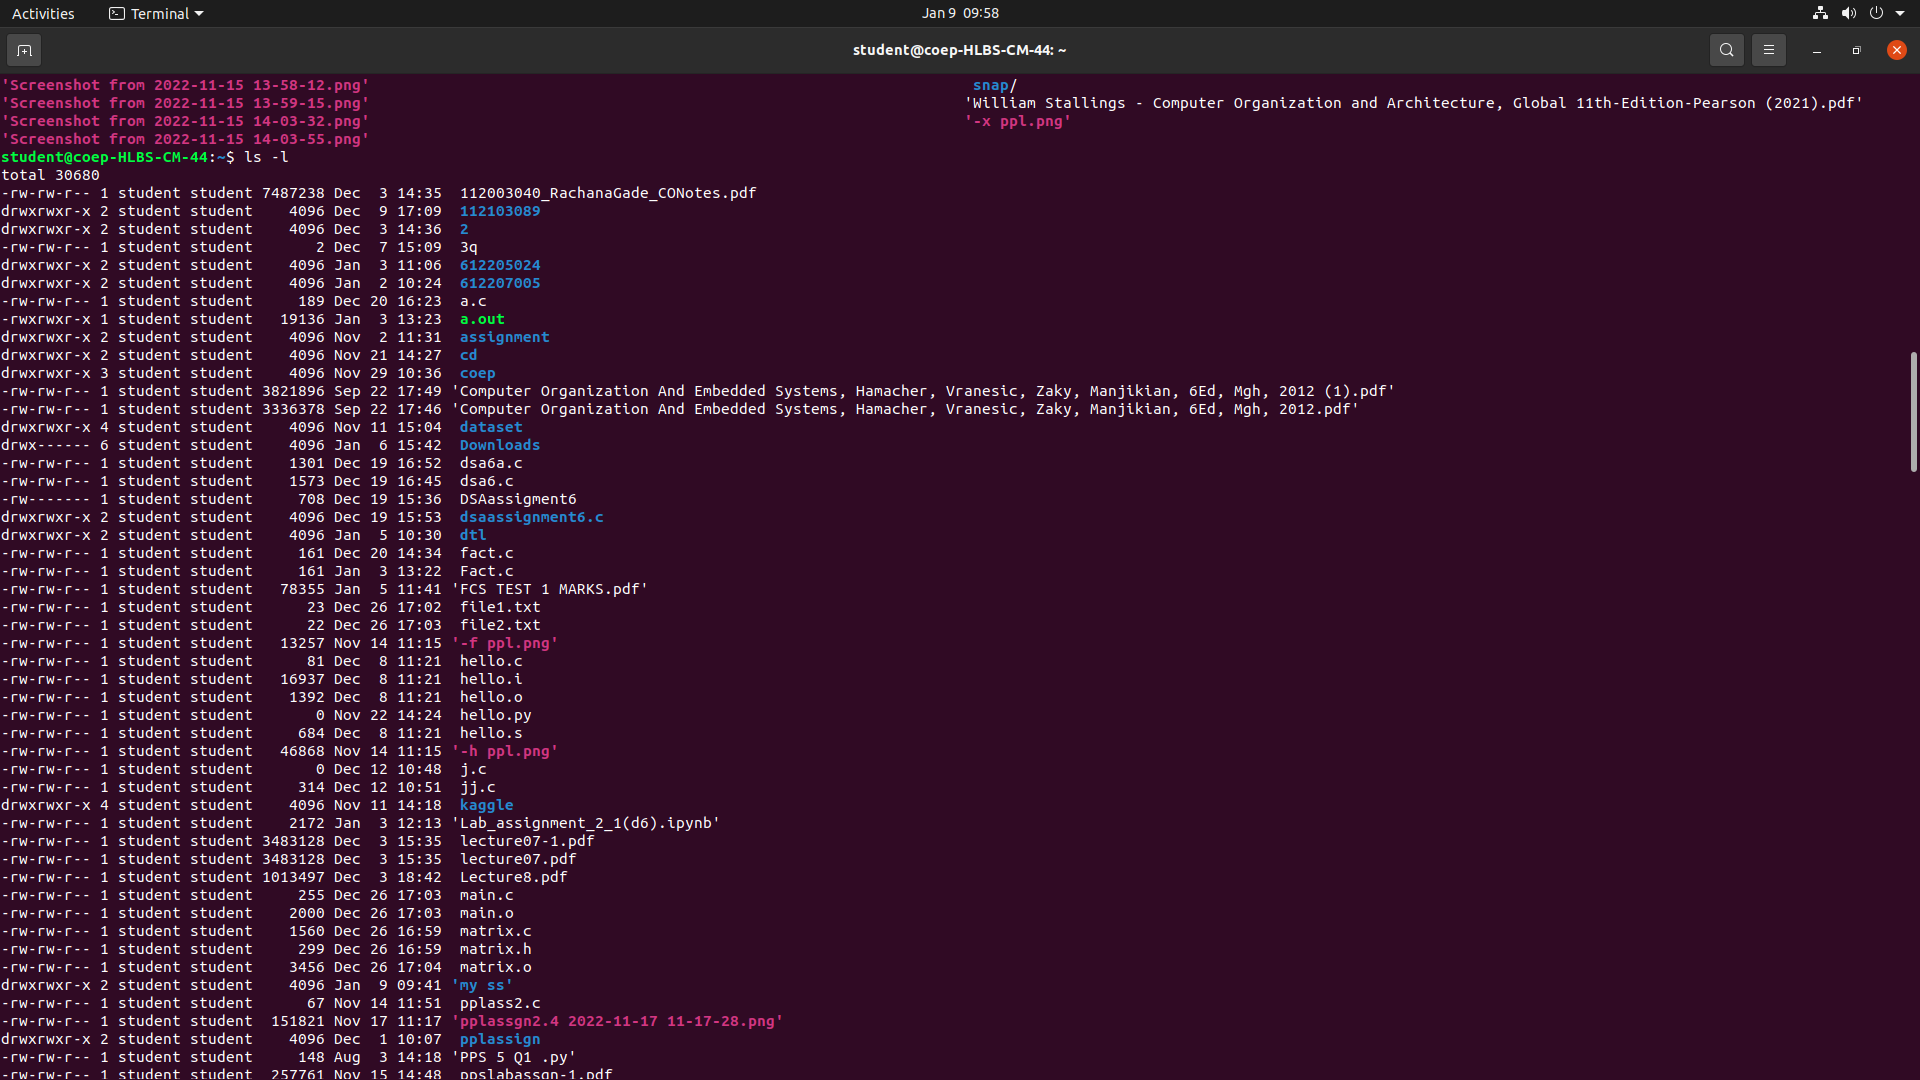 Activities Terminal Jan 9 09:58
student@coep-HLBS-CM-44: ~
'Screenshot from 2022-11-15 13-58-12.png' snap/
'Screenshot from 2022-11-15 13-59-15.png' 'William Stallings - Computer Organization and Architecture, Global 11th-Edition-Pearson (2021).pdf'
'Screenshot from 2022-11-15 14-03-32.png' '-x ppl.png'
'Screenshot from 2022-11-15 14-03-55.png'
student@coep-HLBS-CM-44:~$ ls -l
total 30680
-rw-rw-r-- 1 student student 7487238 Dec  3 14:35  112003040_RachanaGade_CONotes.pdf
drwxrwxr-x 2 student student    4096 Dec  9 17:09  112103089
drwxrwxr-x 2 student student    4096 Dec  3 14:36  2
-rw-rw-r-- 1 student student       2 Dec  7 15:09  3q
drwxrwxr-x 2 student student    4096 Jan  3 11:06  612205024
drwxrwxr-x 2 student student    4096 Jan  2 10:24  612207005
-rw-rw-r-- 1 student student     189 Dec 20 16:23  a.c
-rwxrwxr-x 1 student student   19136 Jan  3 13:23  a.out
drwxrwxr-x 2 student student    4096 Nov  2 11:31  assignment
drwxrwxr-x 2 student student    4096 Nov 21 14:27  cd
drwxrwxr-x 3 student student    4096 Nov 29 10:36  coep
-rw-rw-r-- 1 student student 3821896 Sep 22 17:49 'Computer Organization And Embedded Systems, Hamacher, Vranesic, Zaky, Manjikian, 6Ed, Mgh, 2012 (1).pdf'
-rw-rw-r-- 1 student student 3336378 Sep 22 17:46 'Computer Organization And Embedded Systems, Hamacher, Vranesic, Zaky, Manjikian, 6Ed, Mgh, 2012.pdf'
drwxrwxr-x 4 student student    4096 Nov 11 15:04  dataset
drwx------ 6 student student    4096 Jan  6 15:42  Downloads
-rw-rw-r-- 1 student student    1301 Dec 19 16:52  dsa6a.c
-rw-rw-r-- 1 student student    1573 Dec 19 16:45  dsa6.c
-rw------- 1 student student     708 Dec 19 15:36  DSAassigment6
drwxrwxr-x 2 student student    4096 Dec 19 15:53  dsaassignment6.c
drwxrwxr-x 2 student student    4096 Jan  5 10:30  dtl
-rw-rw-r-- 1 student student     161 Dec 20 14:34  fact.c
-rw-rw-r-- 1 student student     161 Jan  3 13:22  Fact.c
-rw-rw-r-- 1 student student   78355 Jan  5 11:41 'FCS TEST 1 MARKS.pdf'
-rw-rw-r-- 1 student student      23 Dec 26 17:02  file1.txt
-rw-rw-r-- 1 student student      22 Dec 26 17:03  file2.txt
-rw-rw-r-- 1 student student   13257 Nov 14 11:15 '-f ppl.png'
-rw-rw-r-- 1 student student      81 Dec  8 11:21  hello.c
-rw-rw-r-- 1 student student   16937 Dec  8 11:21  hello.i
-rw-rw-r-- 1 student student    1392 Dec  8 11:21  hello.o
-rw-rw-r-- 1 student student       0 Nov 22 14:24  hello.py
-rw-rw-r-- 1 student student     684 Dec  8 11:21  hello.s
-rw-rw-r-- 1 student student   46868 Nov 14 11:15 '-h ppl.png'
-rw-rw-r-- 1 student student       0 Dec 12 10:48  j.c
-rw-rw-r-- 1 student student     314 Dec 12 10:51  jj.c
drwxrwxr-x 4 student student    4096 Nov 11 14:18  kaggle
-rw-rw-r-- 1 student student    2172 Jan  3 12:13 'Lab_assignment_2_1(d6).ipynb'
-rw-rw-r-- 1 student student 3483128 Dec  3 15:35  lecture07-1.pdf
-rw-rw-r-- 1 student student 3483128 Dec  3 15:35  lecture07.pdf
-rw-rw-r-- 1 student student 1013497 Dec  3 18:42  Lecture8.pdf
-rw-rw-r-- 1 student student     255 Dec 26 17:03  main.c
-rw-rw-r-- 1 student student    2000 Dec 26 17:03  main.o
-rw-rw-r-- 1 student student    1560 Dec 26 16:59  matrix.c
-rw-rw-r-- 1 student student     299 Dec 26 16:59  matrix.h
-rw-rw-r-- 1 student student    3456 Dec 26 17:04  matrix.o
drwxrwxr-x 2 student student    4096 Jan  9 09:41 'my ss'
-rw-rw-r-- 1 student student      67 Nov 14 11:51  pplass2.c
-rw-rw-r-- 1 student student  151821 Nov 17 11:17 'pplassgn2.4 2022-11-17 11-17-28.png'
drwxrwxr-x 2 student student    4096 Dec  1 10:07  pplassign
-rw-rw-r-- 1 student student     148 Aug  3 14:18 'PPS 5 Q1 .py'
-rw-rw-r-- 1 student student  257761 Nov 15 14:48  ppslabassgn-1.pdf